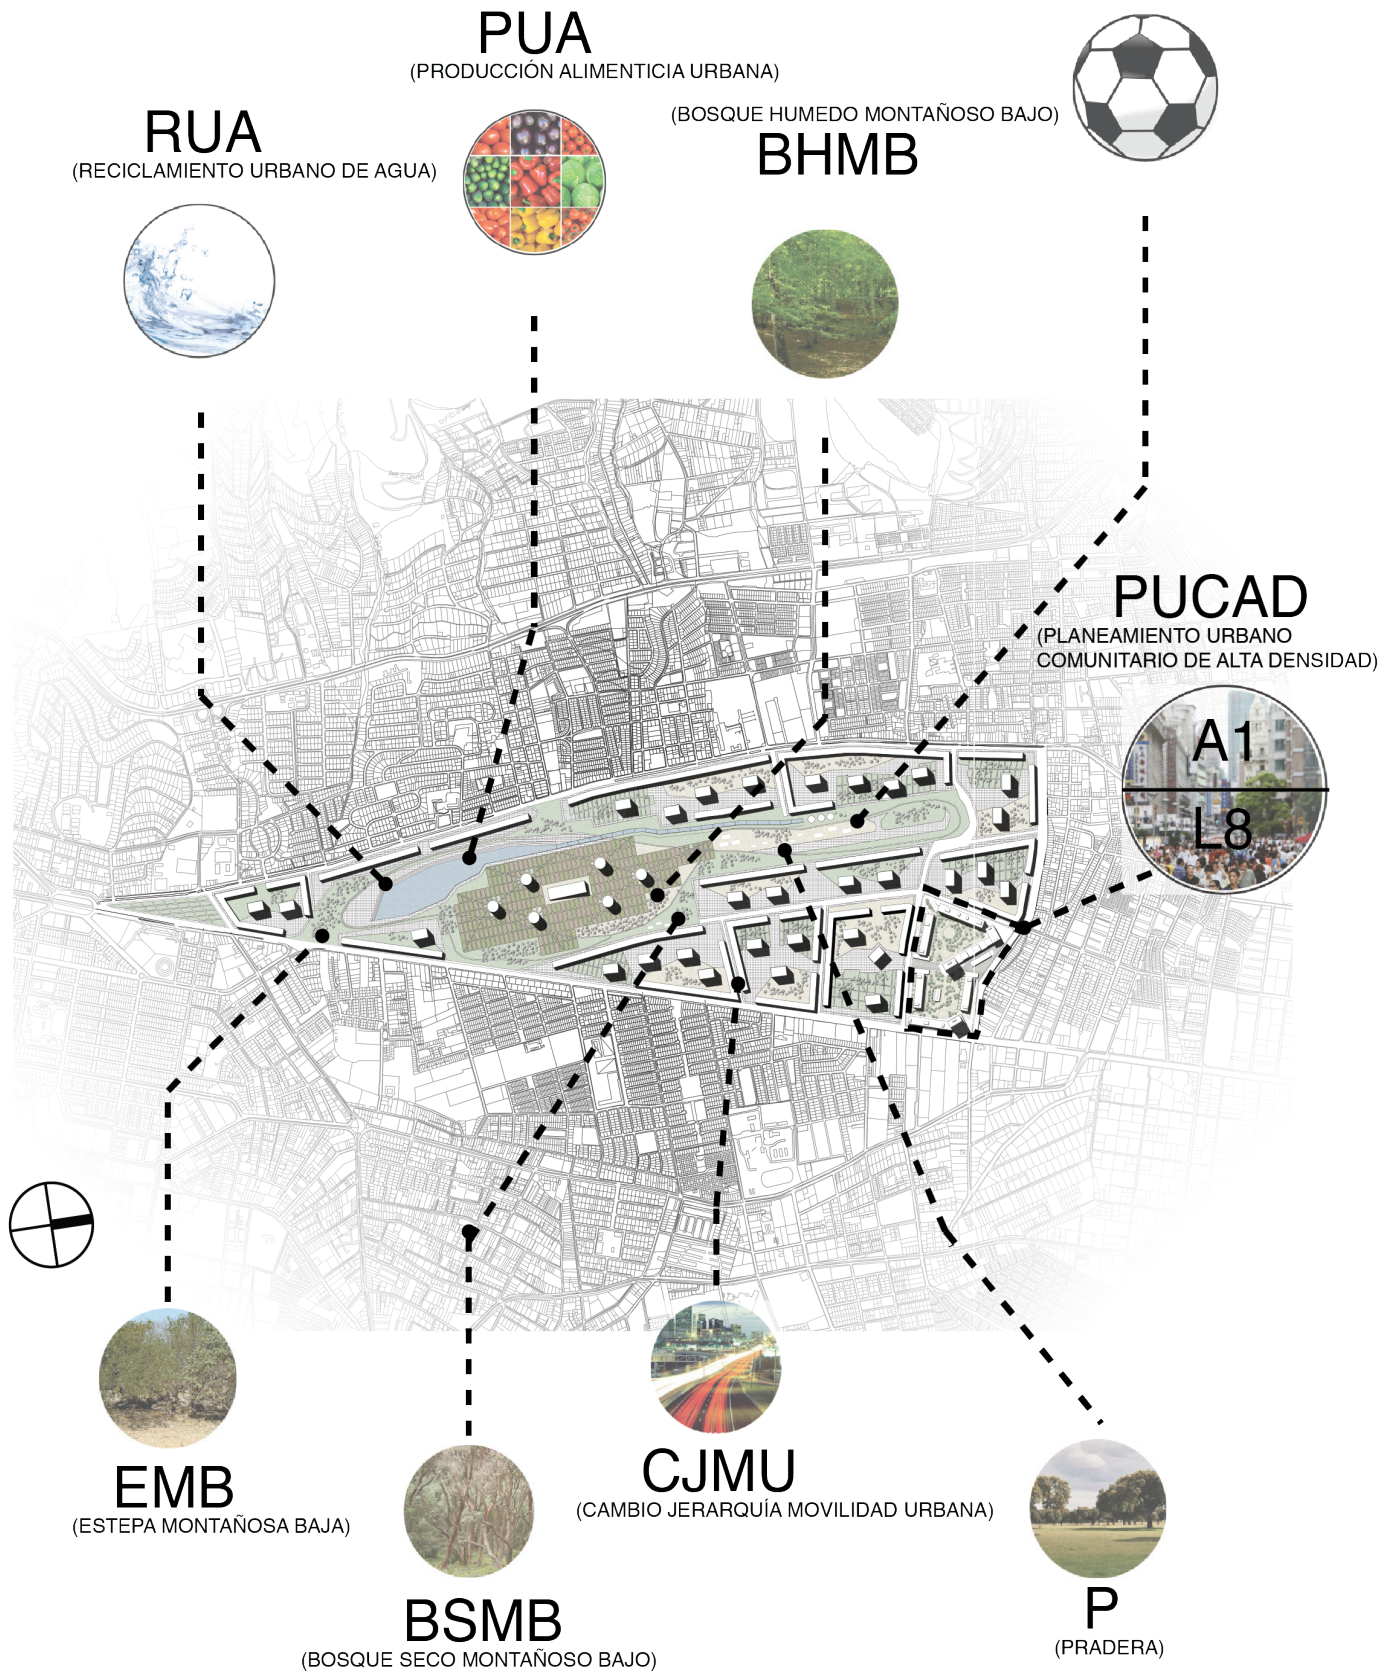 PUA
(PRODUCCIÓN ALIMENTICIA URBANA)
RUA
(RECICLAMIENTO URBANO DE AGUA)
(BOSQUE HUMEDO MONTAÑOSO BAJO)
BHMB
PUCAD
(PLANEAMIENTO URBANO
COMUNITARIO DE ALTA DENSIDAD)
A1
L8
EMB
(ESTEPA MONTAÑOSA BAJA)
BSMB
(BOSQUE SECO MONTAÑOSO BAJO)
CJMU
(CAMBIO JERARQUÍA MOVILIDAD URBANA)
P
(PRADERA)